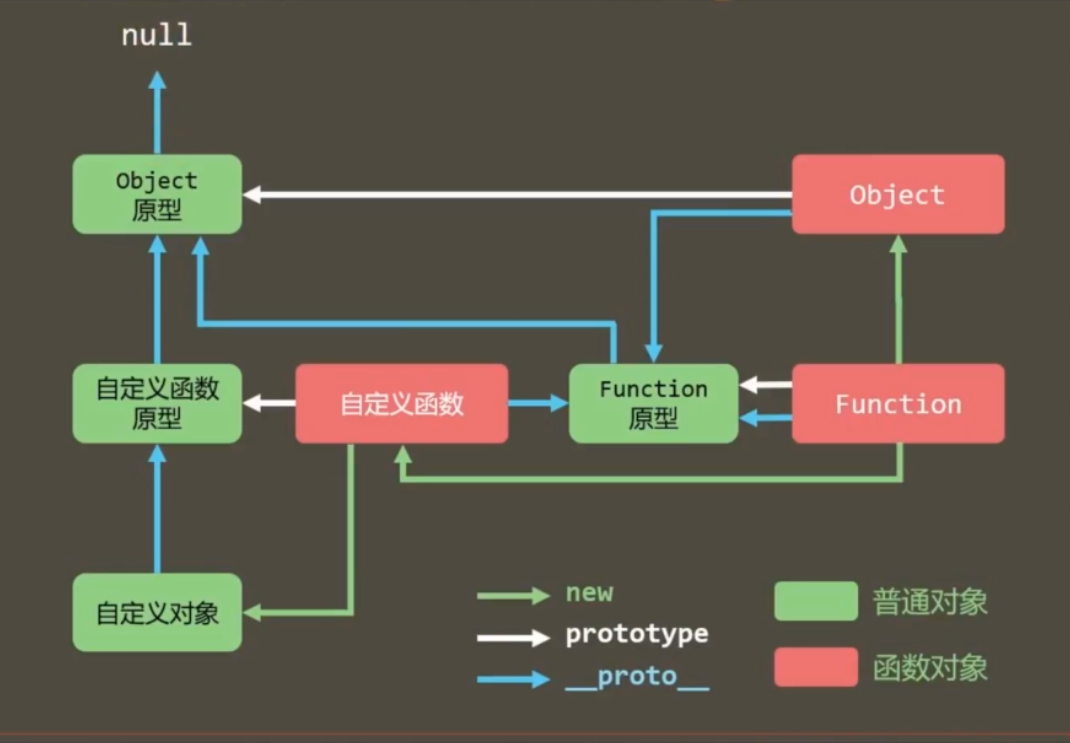 null
Object
原型
Object
自定义函数
原型
自定义函数
Function
原型
Function
自定义对象
new
prototype
__proto__
普通对象
函数对象